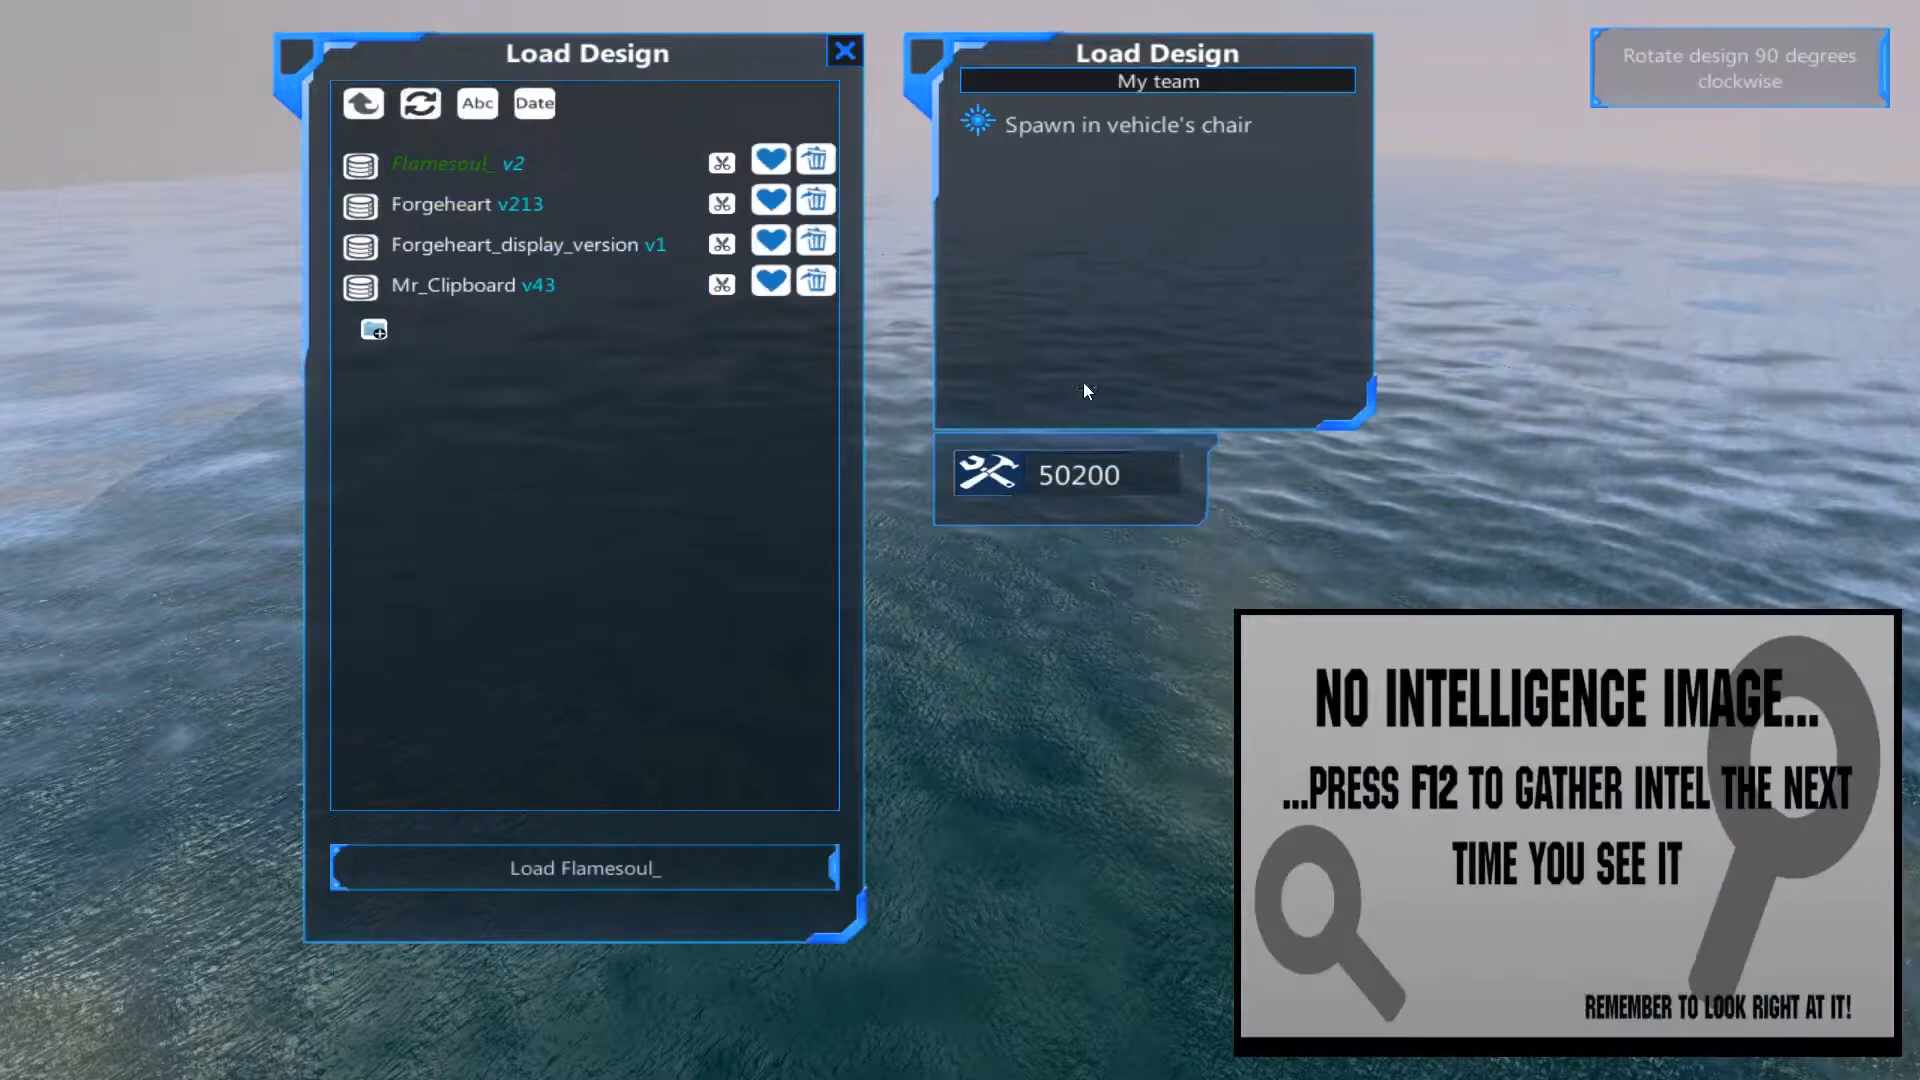 Load Design
Abc Date
Flamesoul_ v2
Forgeheart v213
Forgeheart_display_version v1
Mr_Clipboard v43
Load Flamesoul_
Load Design
My team
Spawn in vehicle's chair
50200
Rotate design 90 degrees
clockwise
NO INTELLIGENCE IMAGE...
...PRESS F12 TO GATHER INTEL THE NEXT
TIME YOU SEE IT
REMEMBER TO LOOK RIGHT AT IT!